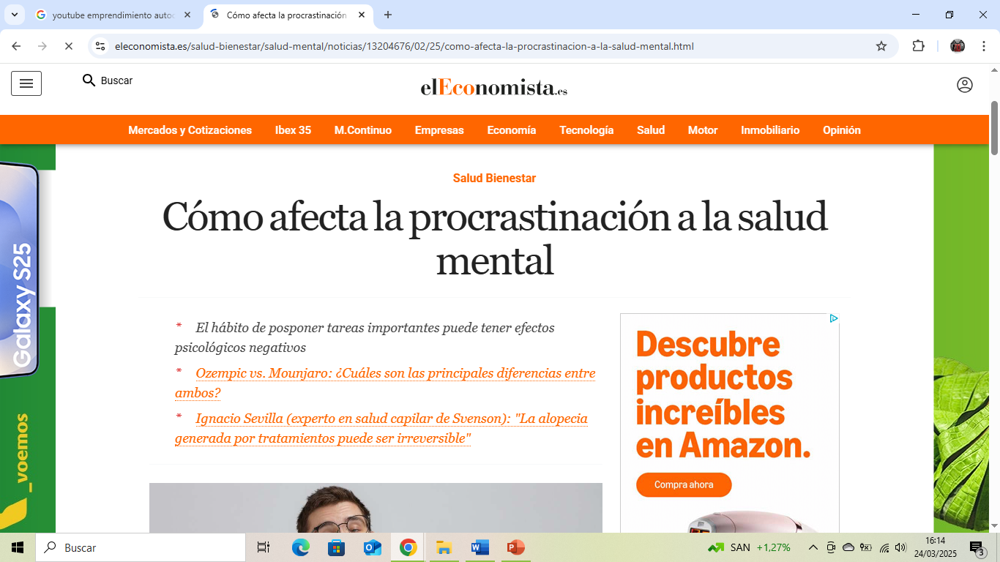 youtube emprendimiento autoc
Cómo afecta la procrastinación
eleconomista.es/salud-bienestar/salud-mental/noticias/13204676/02/25/como-afecta-la-procrastinacion-a-la-salud-mental.html
Buscar
elEconomista.es
Mercados y Cotizaciones Ibex 35 M.Continuo Empresas Economía Tecnología Salud Motor Inmobiliario Opinión
Salud Bienestar
Cómo afecta la procrastinación a la salud
mental
* El hábito de posponer tareas importantes puede tener efectos
psicológicos negativos
* Ozempic vs. Mounjaro: ¿Cuáles son las principales diferencias entre
ambos?
* Ignacio Sevilla (experto en salud capilar de Svenson): "La alopecia
generada por tratamientos puede ser irreversible"
Galaxy S25
_voemos
Descubre
productos
increíbles
en Amazon.
Compra ahora
Buscar
SAN +1,27%
16:14
24/03/2025
3